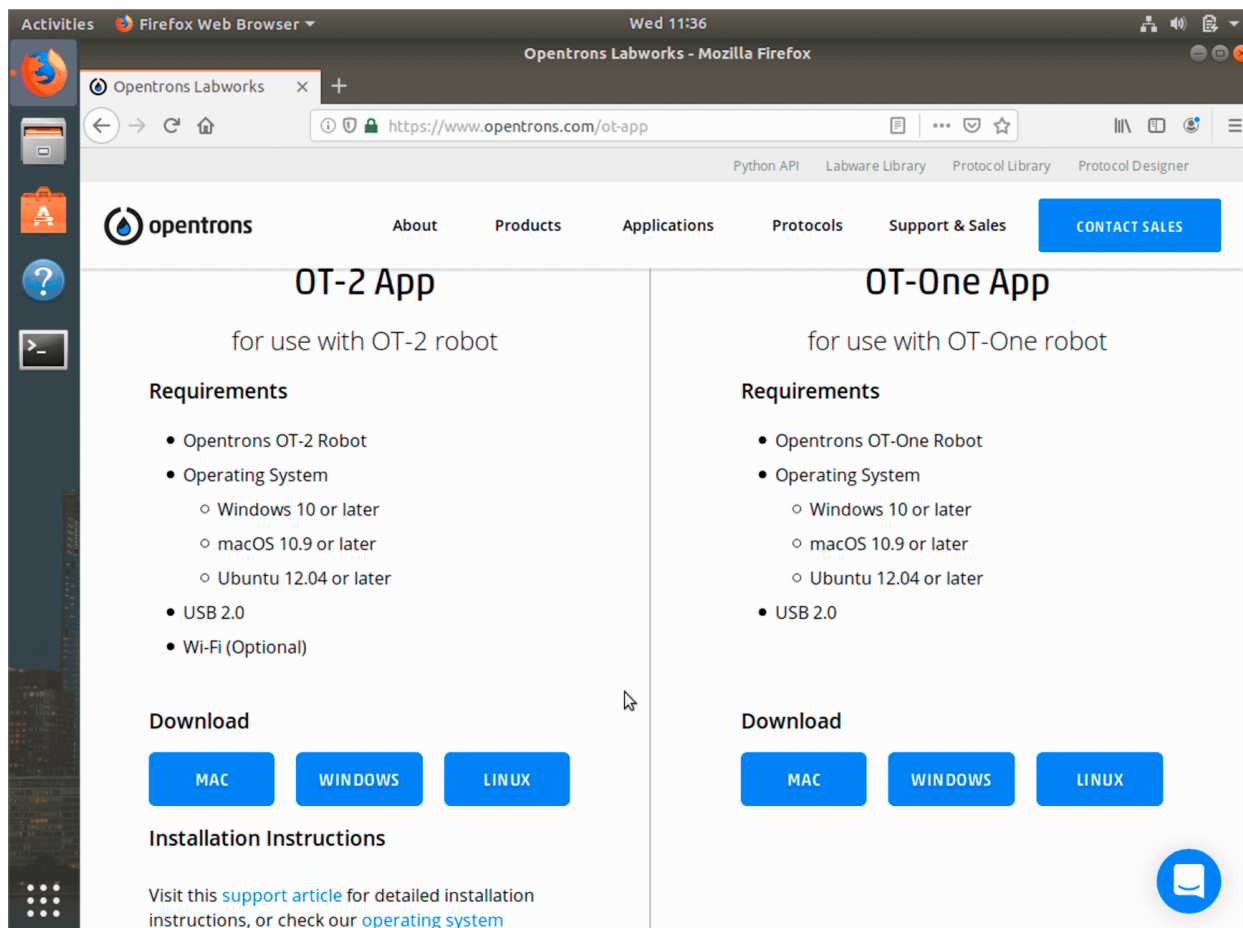 Activities Firefox Web Browser Wed 11:36
Opentrons Labworks - Mozilla Firefox
Opentrons Labworks
https://www.opentrons.com/ot-app
Python API Labware Library Protocol Library Protocol Designer
opentrons About Products Applications Protocols Support & Sales CONTACT SALES
OT-2 App
for use with OT-2 robot
Requirements
Opentrons OT-2 Robot
Operating System
Windows 10 or later
macOS 10.9 or later
Ubuntu 12.04 or later
USB 2.0
Wi-Fi (Optional)
Download
MAC WINDOWS LINUX
Installation Instructions
Visit this support article for detailed installation
instructions, or check our operating system
OT-One App
for use with OT-One robot
Requirements
Opentrons OT-One Robot
Operating System
Windows 10 or later
macOS 10.9 or later
Ubuntu 12.04 or later
USB 2.0
Download
MAC WINDOWS LINUX